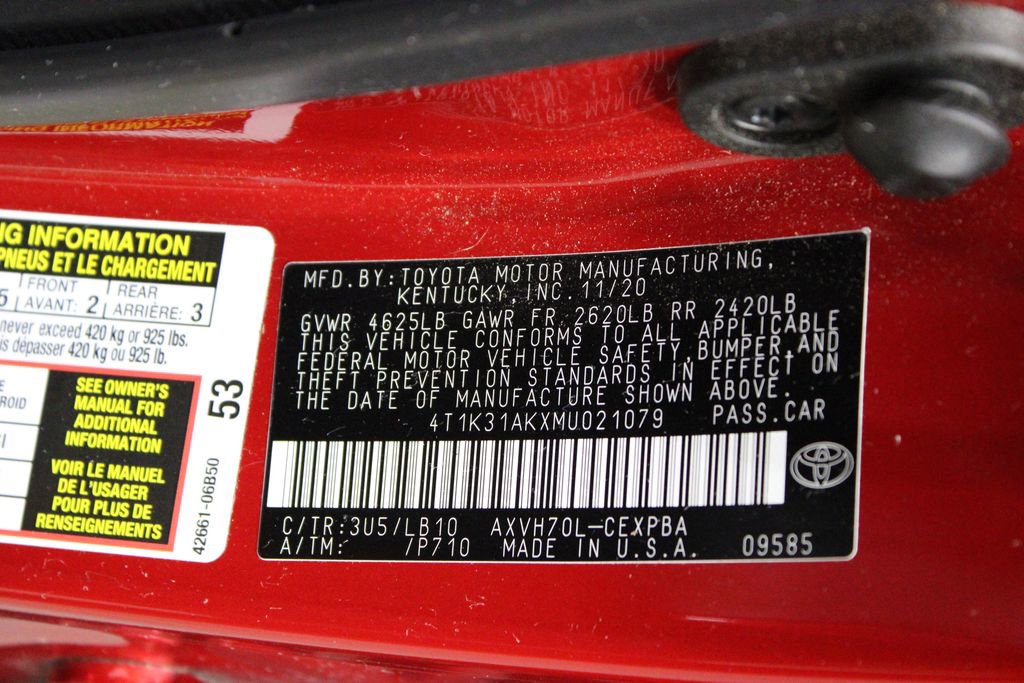 NG INFORMATION
PNEUS ET LE CHARGEMENT
5 FRONT AVANT: 2 REAR ARRIÈRE: 3
never exceed 420 kg or 925 lbs.
dépasser 420 kg ou 925 lb.
SEE OWNER'S
MANUAL FOR
ADDITIONAL
INFORMATION
VOIR LE MANUEL
DE L'USAGER
POUR PLUS DE
RENSEIGNEMENTS
53
42661-06B50
MFD.BY:TOYOTA MOTOR MANUFACTURING,
KENTUCKY, INC. 11/20
GVWR 4625LB GAWR FR 2620LB RR 2420LB
THIS VEHICLE CONFORMS TO ALL APPLICABLE
FEDERAL MOTOR VEHICLE SAFETY, BUMPER AND
THEFT PREVENTION STANDARDS IN EFFECT ON
THE DATE OF MANUFACTURE SHOWN ABOVE.
4T1K31AKXMU021079 PASS.CAR
C/TR:3U5/LB10 AXVH70L-CEXPBA
A/TM: /P710 MADE IN U.S.A. 09585